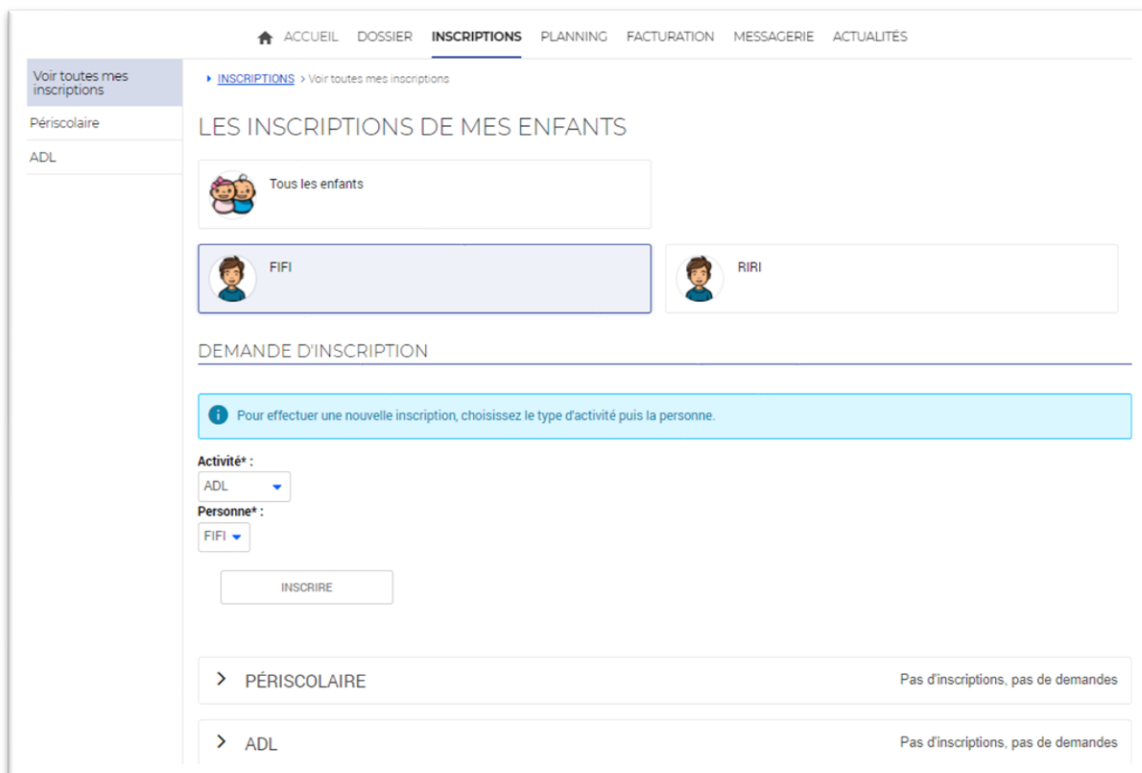 ACCUEIL DOSSIER INSCRIPTIONS PLANNING FACTURATION MESSAGERIE ACTUALITÉS
Voir toutes mes
inscriptions
Périscolaire
ADL
INSCRIPTIONS > Voir toutes mes inscriptions
LES INSCRIPTIONS DE MES ENFANTS
Tous les enfants
FIFI
RIRI
DEMANDE D'INSCRIPTION
Pour effectuer une nouvelle inscription, choisissez le type d'activité puis la personne.
Activité* :
ADL
Personne* :
FIFI
INSCRIRE
PÉRISCOLAIRE Pas d'inscriptions, pas de demandes
ADL Pas d'inscriptions, pas de demandes